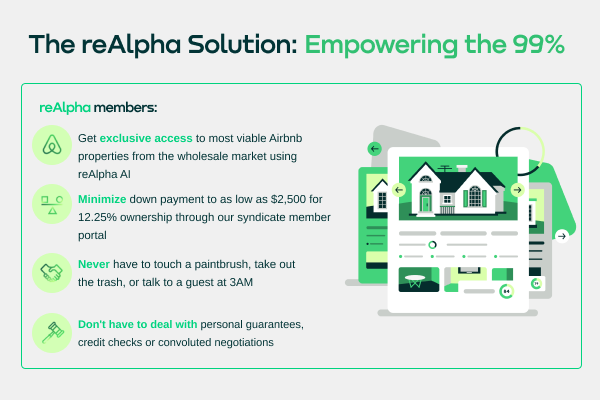 The reAlpha Solution: Empowering the 99%
reAlpha members:
Get exclusive access to most viable Airbnb
properties from the wholesale market using
reAlpha AI
Minimize down payment to as low as $2,500 for
12.25% ownership through our syndicate member
portal
Never have to touch a paintbrush, take out
the trash, or talk to a guest at 3AM
Don't have to deal with personal guarantees,
credit checks or convoluted negotiations